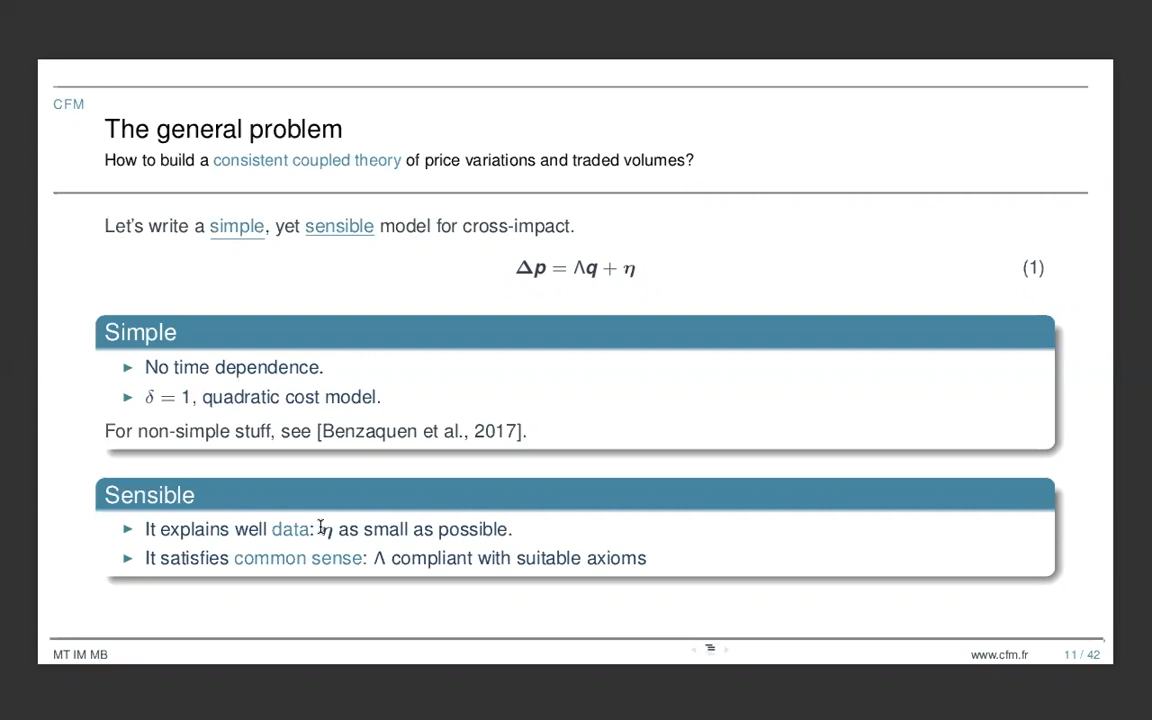 CFM
The general problem
How to build a consistent coupled theory of price variations and traded volumes?
Let's write a simple, yet sensible model for cross-impact.
Δp = Λq + η (1)
Simple
► No time dependence.
► δ = 1, quadratic cost model.
For non-simple stuff, see [Benzaquen et al., 2017].
Sensible
► It explains well data: η as small as possible.
► It satisfies common sense: Λ compliant with suitable axioms
MT IM MB www.cfm.fr 11 / 42